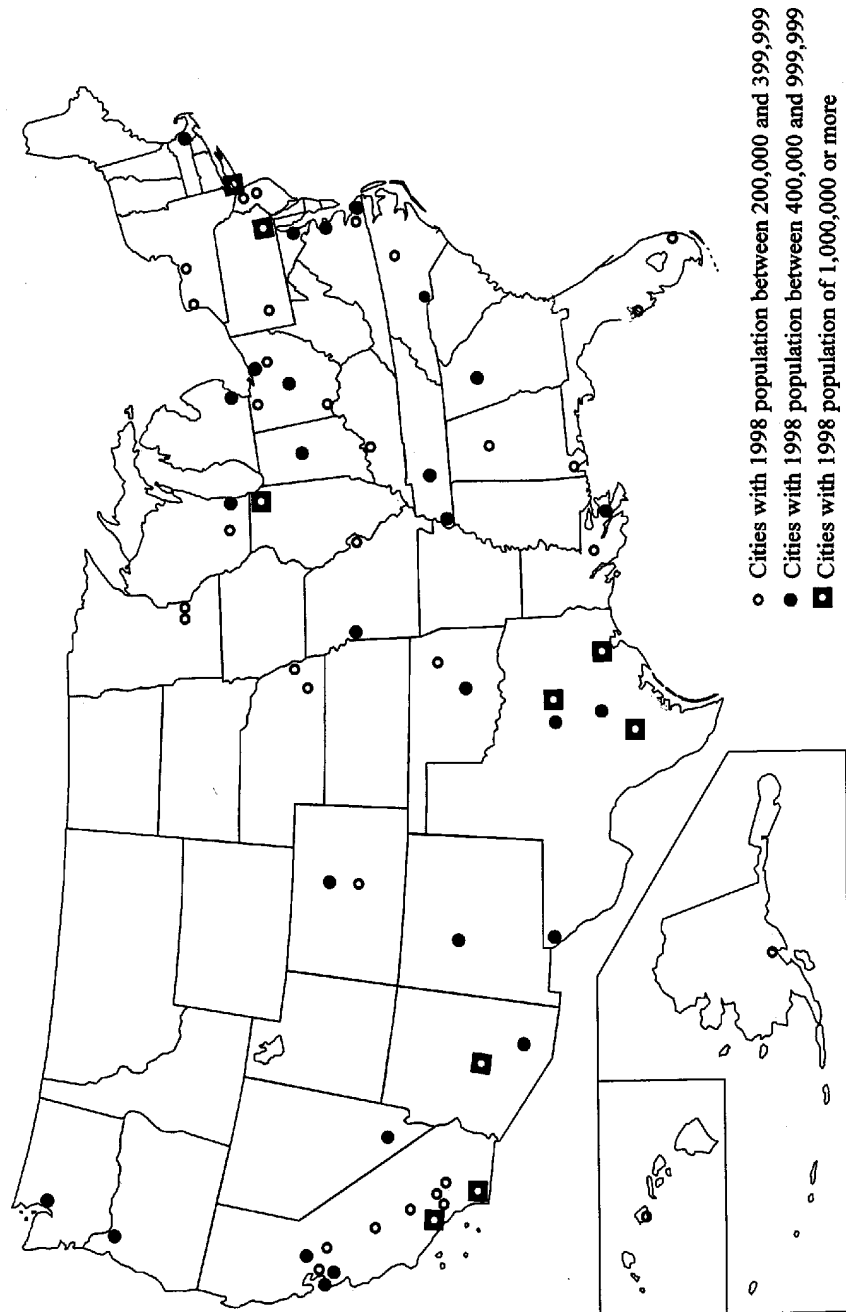 Cities with 1998 population between 200,000 and 399,999
Cities with 1998 population between 400,000 and 999,999
Cities with 1998 population of 1,000,000 or more